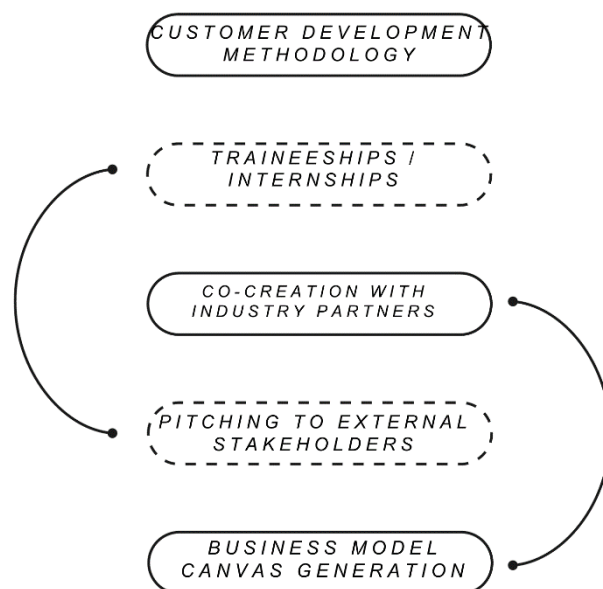 CUSTOMER DEVELOPMENT
METHODOLOGY
TRAINEESHIPS /
INTERNSHIPS
CO-CREATION WITH
INDUSTRY PARTNERS
PITCHING TO EXTERNAL
STAKEHOLDERS
BUSINESS MODEL
CANVAS GENERATION